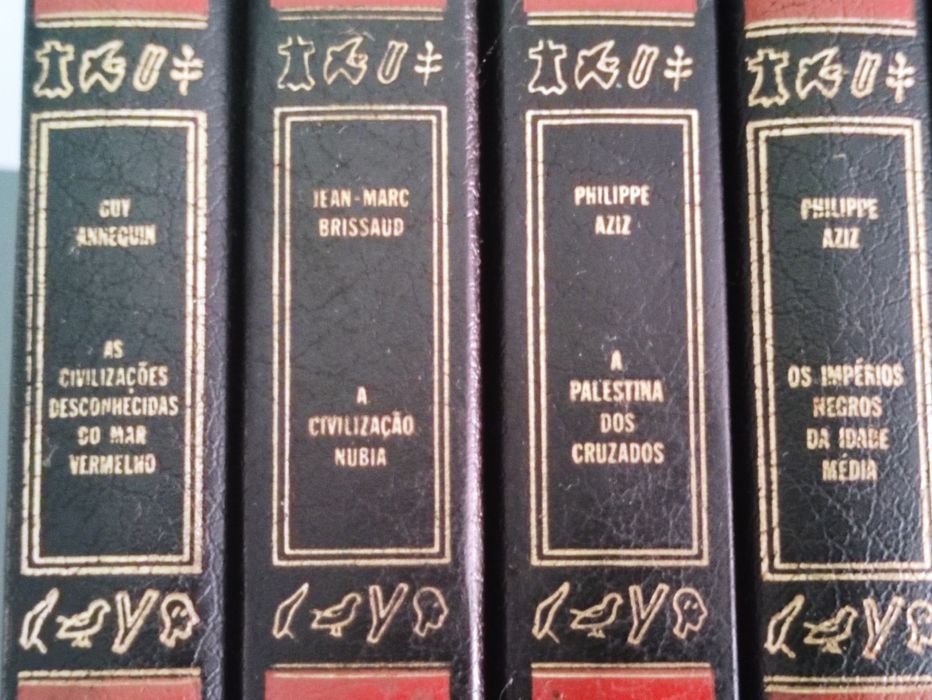 GUY
ANNEQUIN
AS
CIVILIZAÇÕES
DESCONHECIDAS
DO MAR
VERMELHO
JEAN-MARC
BRISSAUD
A
CIVILIZAÇÃO
NUBIA
PHILIPPE
AZIZ
A
PALESTINA
DOS
CRUZADOS
PHILIPPE
AZIZ
OS IMPÉRIOS
NEGROS
DA IDADE
MÉDIA